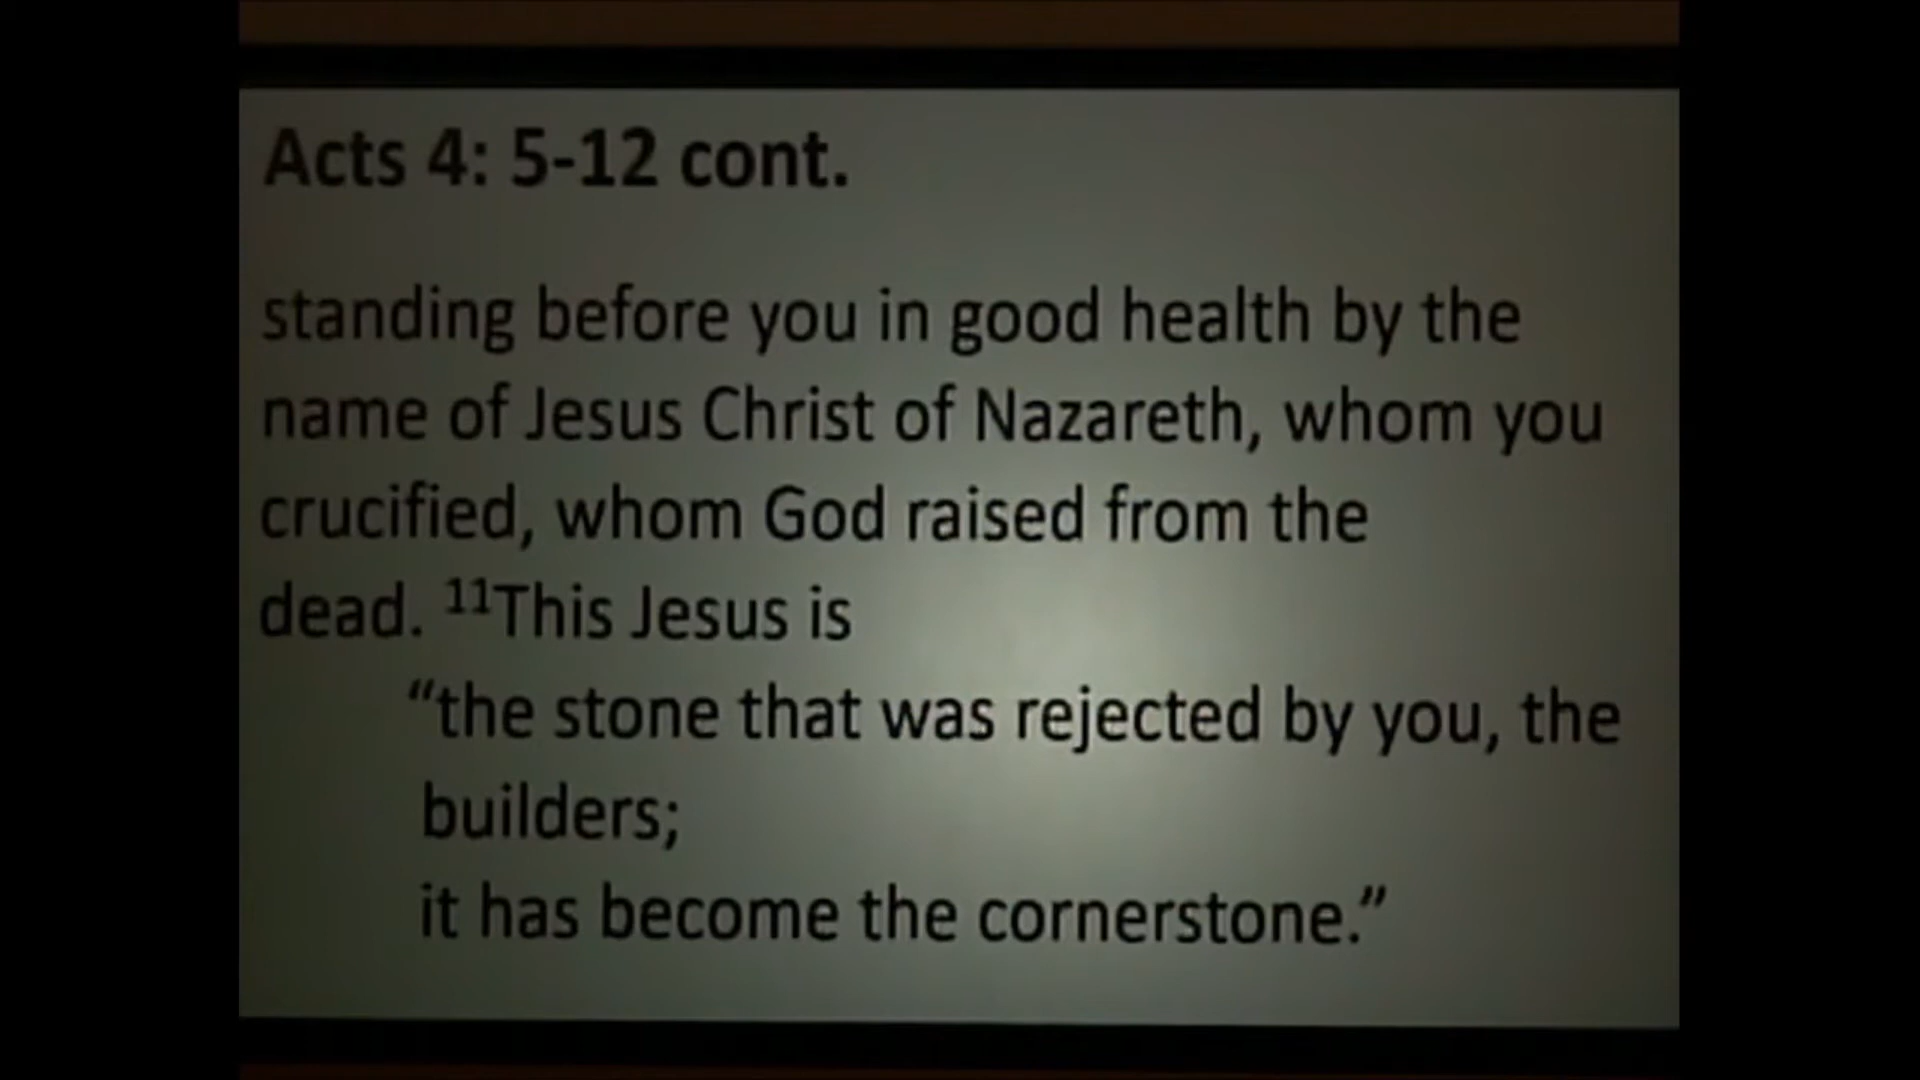 Acts 4: 5-12 cont.
standing before you in good health by the
name of Jesus Christ of Nazareth, whom you
crucified, whom God raised from the
dead. ¹¹This Jesus is
“the stone that was rejected by you, the
builders;
it has become the cornerstone.”